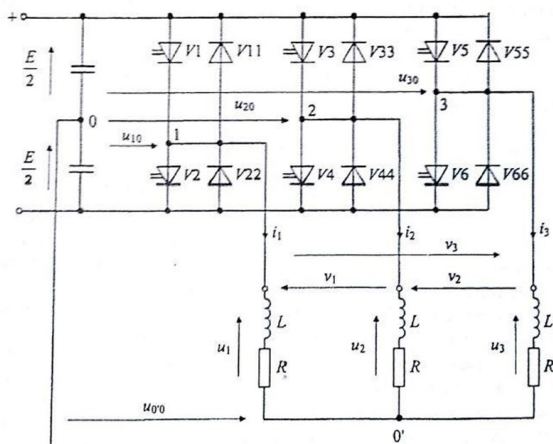 +
E/2
V1
V11
V3
V33
V5
V55
u30
u20
0
2
3
u10
1
E/2
V2
V22
V4
V44
V6
V66
i1
i2
i3
v3
v1
v2
L
L
L
u1
u2
u3
R
R
R
u0'0
0'